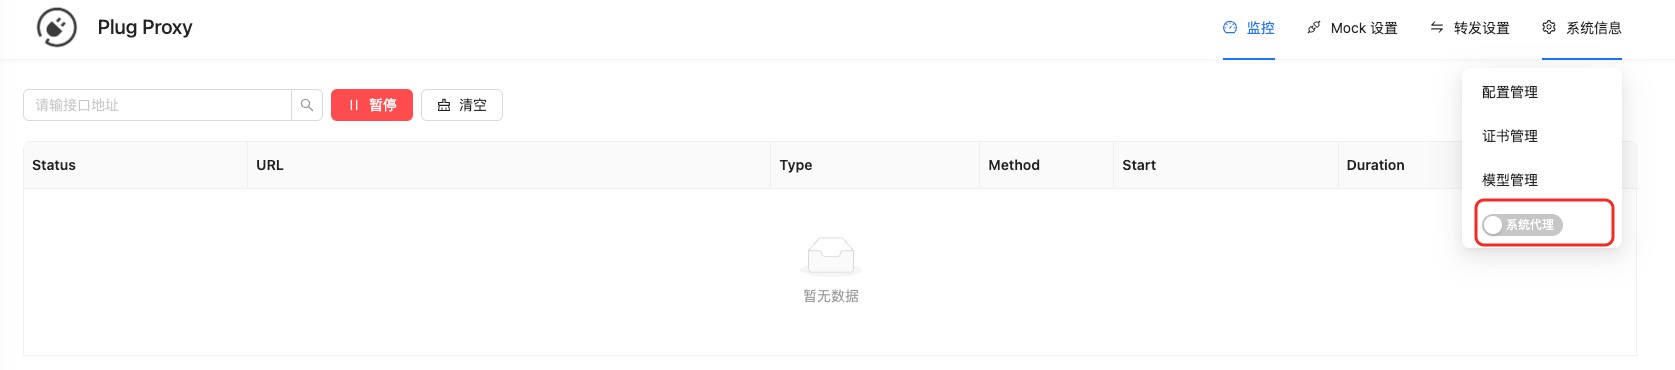 Plug Proxy
监控
Mock 设置
转发设置
系统信息
配置管理
证书管理
模型管理
系统代理
请输接口地址
暂停
清空
Status
URL
Type
Method
Start
Duration
暂无数据